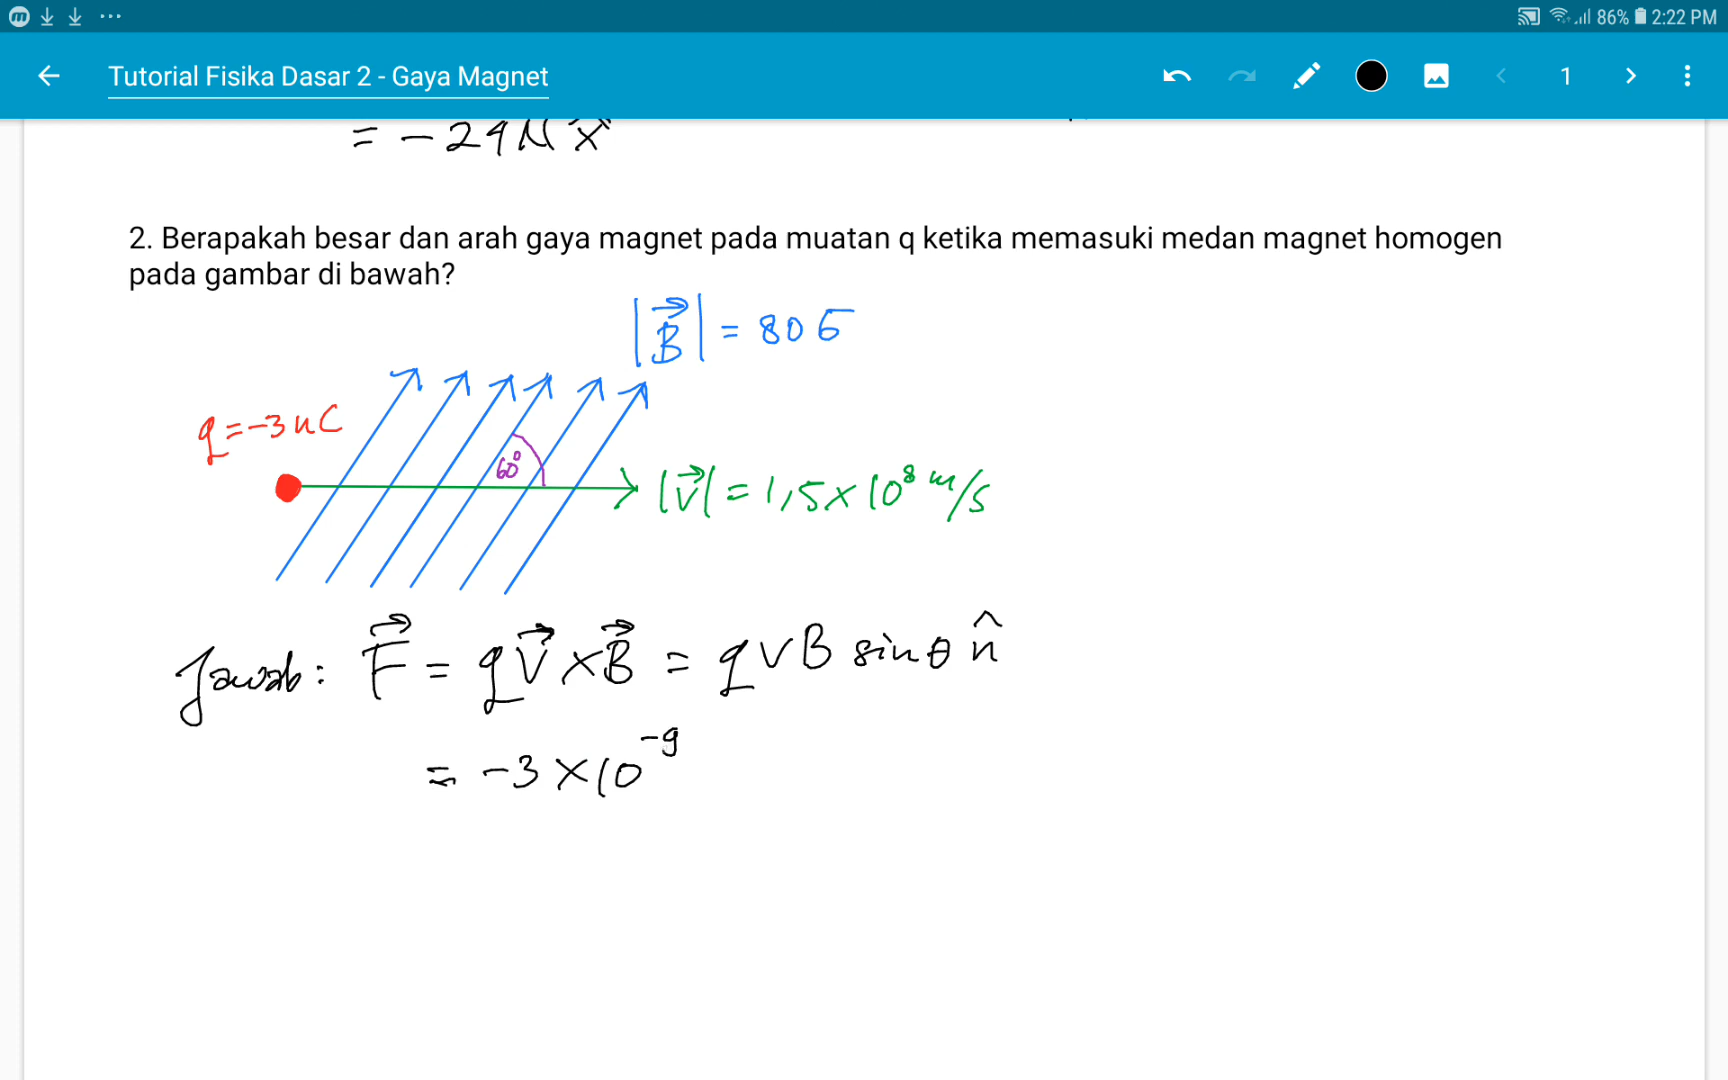 86% 2:22 PM
Tutorial Fisika Dasar 2 - Gaya Magnet
1
= -24N x̂
2. Berapakah besar dan arah gaya magnet pada muatan q ketika memasuki medan magnet homogen
pada gambar di bawah?
|B⃗| = 80 G
q = -3 nC
60°
|v⃗| = 1,5 × 10⁸ m/s
Jawab: F⃗ = q v⃗ × B⃗ = q v B sin θ n̂
= -3 × 10⁻⁹